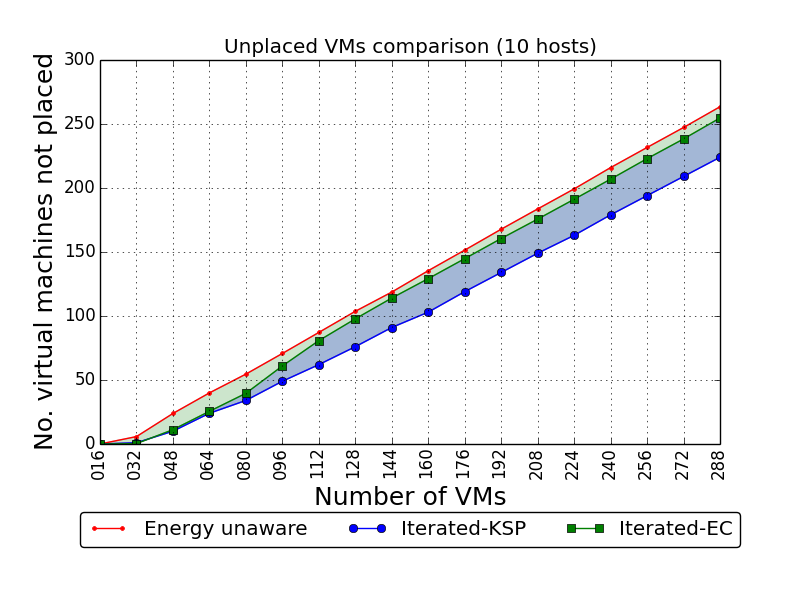 Unplaced VMs comparison (10 hosts)
No. virtual machines not placed
300
250
200
150
100
50
0
016 032 048 064 080 096 112 128 144 160 176 192 208 224 240 256 272 288
Number of VMs
Energy unaware Iterated-KSP Iterated-EC